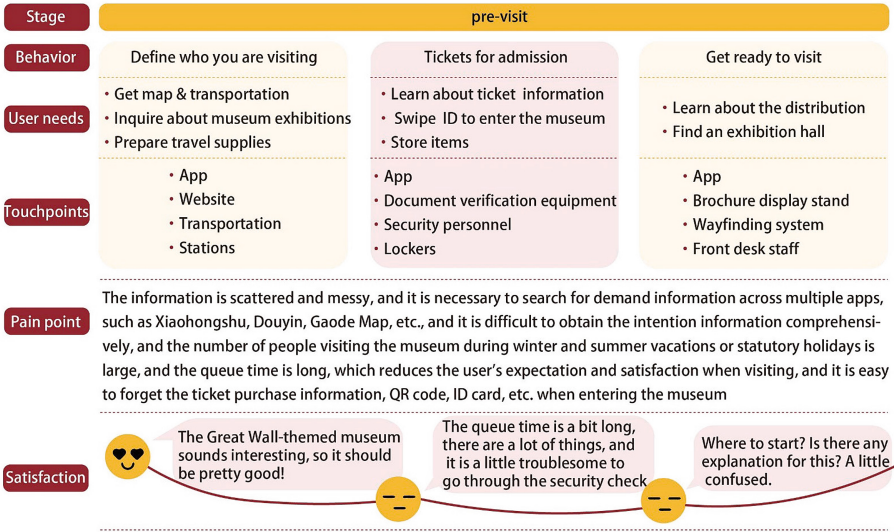 Stage
pre-visit
Behavior
Define who you are visiting
Tickets for admission
Get ready to visit
User needs
• Get map & transportation
• Inquire about museum exhibitions
• Prepare travel supplies
• Learn about ticket information
• Swipe ID to enter the museum
• Store items
• Learn about the distribution
• Find an exhibition hall
Touchpoints
• App
• Website
• Transportation
• Stations
• App
• Document verification equipment
• Security personnel
• Lockers
• App
• Brochure display stand
• Wayfinding system
• Front desk staff
Pain point
The information is scattered and messy, and it is necessary to search for demand information across multiple apps,
such as Xiaohongshu, Douyin, Gaode Map, etc., and it is difficult to obtain the intention information comprehensi-
vely, and the number of people visiting the museum during winter and summer vacations or statutory holidays is
large, and the queue time is long, which reduces the user's expectation and satisfaction when visiting, and it is easy
to forget the ticket purchase information, QR code, ID card, etc. when entering the museum
Satisfaction
The Great Wall-themed museum
sounds interesting, so it should
be pretty good!
The queue time is a bit long,
there are a lot of things, and
it is a little troublesome to
go through the security check
Where to start? Is there any
explanation for this? A little
confused.